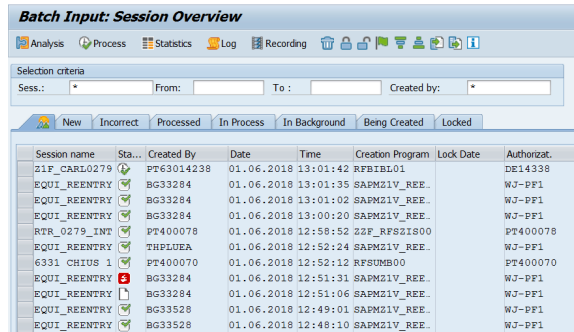 Batch Input: Session Overview
Analysis Process Statistics Log Recording
Selection criteria
Sess.: * From: To : Created by: *
New Incorrect Processed In Process In Background Being Created Locked
Session name Sta... Created By Date Time Creation Program Lock Date Authorizat.
Z1F_CARL0279 PT63014238 01.06.2018 13:01:42 RFBIBL01 DE14338
EQUI_REENTRY BG33284 01.06.2018 13:01:35 SAPMZ1V_REE… WJ-PF1
EQUI_REENTRY BG33284 01.06.2018 13:01:02 SAPMZ1V_REE… WJ-PF1
EQUI_REENTRY BG33284 01.06.2018 13:00:20 SAPMZ1V_REE… WJ-PF1
RTR_0279_INT PT400078 01.06.2018 12:58:52 ZZF_RFSZIS00 PT400078
EQUI_REENTRY THPLUEA 01.06.2018 12:52:24 SAPMZ1V_REE… WJ-PF1
6331 CHIUS 1 PT400070 01.06.2018 12:52:12 RFSUMB00 PT400070
EQUI_REENTRY BG33284 01.06.2018 12:51:31 SAPMZ1V_REE… WJ-PF1
EQUI_REENTRY BG33284 01.06.2018 12:51:06 SAPMZ1V_REE… WJ-PF1
EQUI_REENTRY BG33528 01.06.2018 12:49:01 SAPMZ1V_REE… WJ-PF1
EQUI_REENTRY BG33528 01.06.2018 12:48:10 SAPMZ1V_REE… WJ-PF1